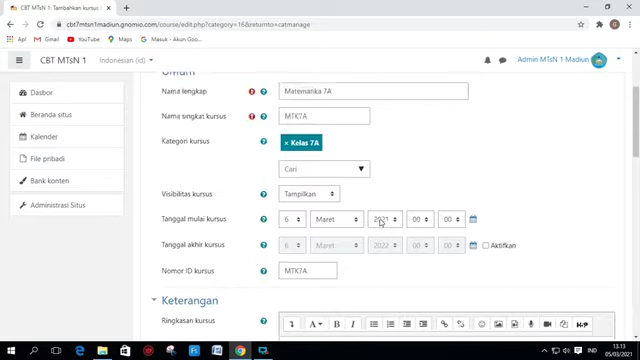 MTSn1: Tambahkan kursus
cbt7mtsn1madiun.gnomio.com/course/edit.php?category=16&returnto=catmanage
Apl Gmail YouTube Maps Masuk - Akun Goo...
CBT MTsN 1 Indonesian (id) Admin MTsN 1 Madiun
Dasbor
Beranda situs
Kalender
File pribadi
Bank konten
Administrasi Situs
Umum
Nama lengkap Matematika 7A
Nama singkat kursus MTK7A
Kategori kursus × Kelas 7A
Cari
Visibilitas kursus Tampilkan
Tanggal mulai kursus 6 Maret 2021 00 00
Tanggal akhir kursus 6 Maret 2022 00 00 Aktifkan
Nomor ID kursus MTK7A
Keterangan
Ringkasan kursus A B I H-P
IND 13.13
05/03/2021